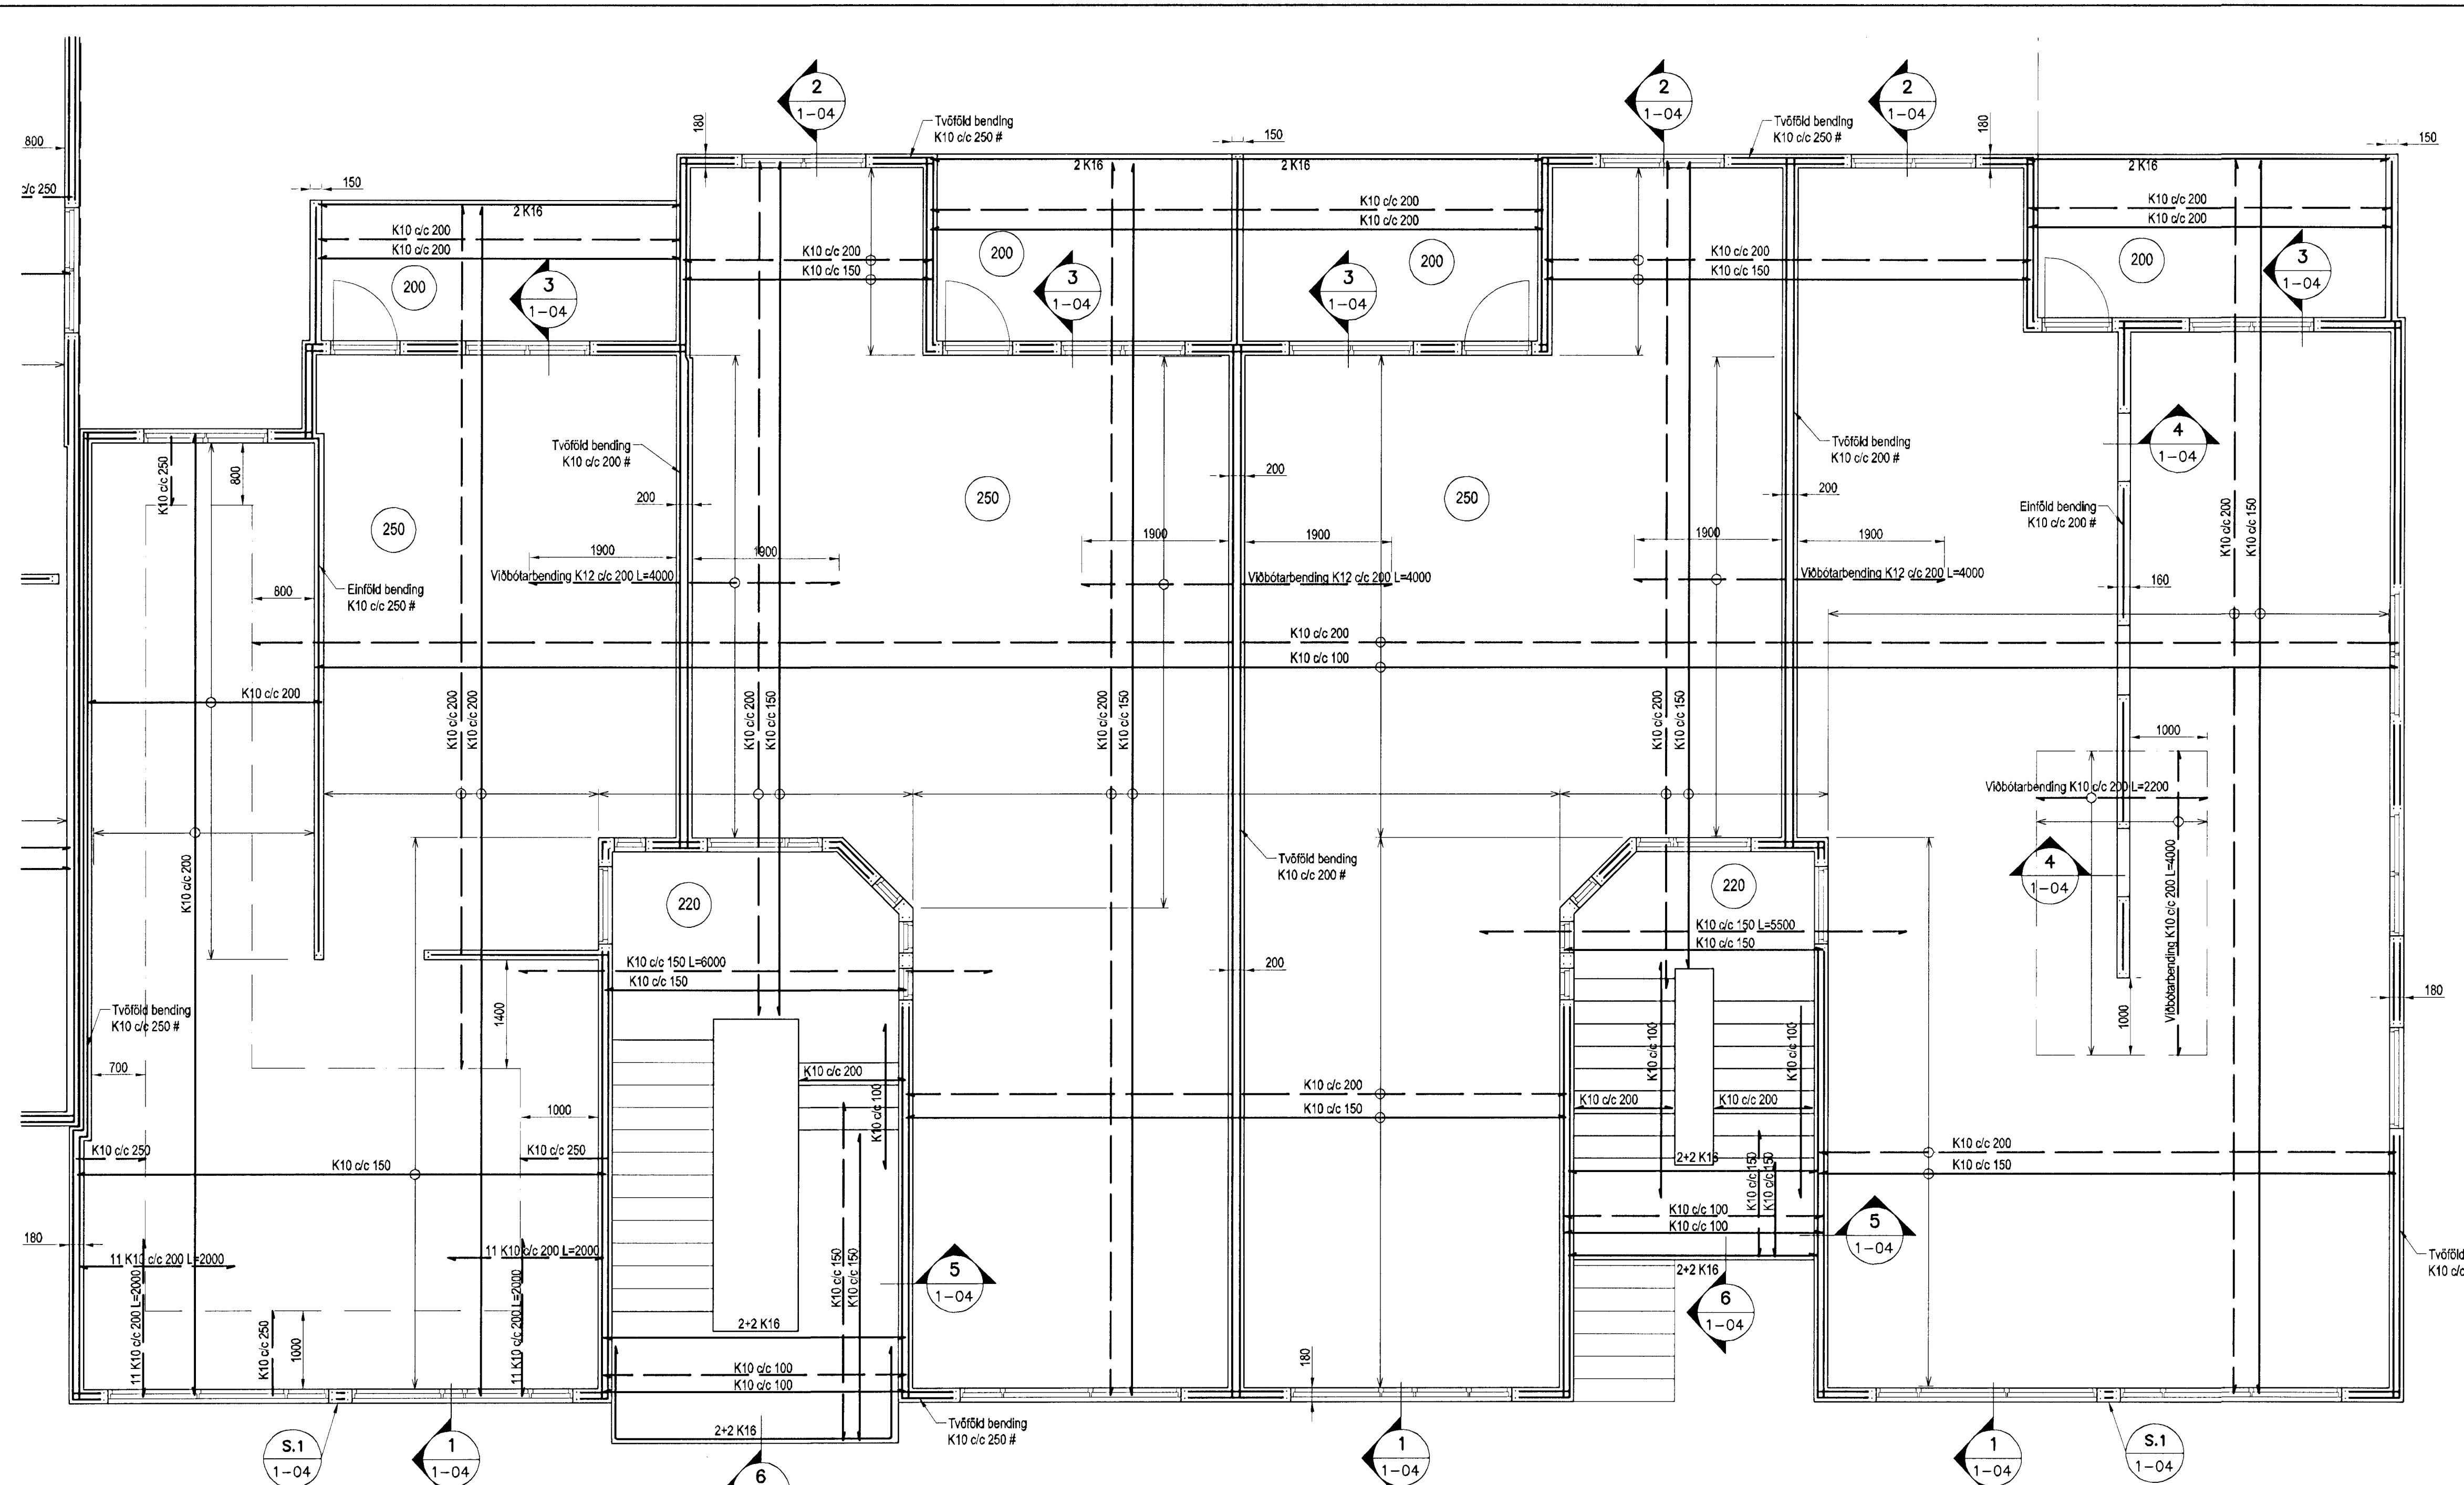 2
1-04
2
1-04
2
1-04
180
Tvöföld bending
K10 c/c 250 #
150
Tvöföld bending
K10 c/c 250 #
180
150
800
c/c 250
150
2 K16
2 K16
2 K16
2 K16
K10 c/c 200
K10 c/c 200
K10 c/c 200
K10 c/c 150
K10 c/c 200
K10 c/c 200
K10 c/c 200
K10 c/c 150
K10 c/c 200
K10 c/c 200
200
200
200
200
3
1-04
3
1-04
3
1-04
3
1-04
K10 c/c 250
800
Tvöföld bending
K10 c/c 200 #
200
200
Tvöföld bending
K10 c/c 200 #
200
4
1-04
250
250
250
Einföld bending
K10 c/c 200 #
K10 c/c 200
K10 c/c 150
1900
1900
1900
1900
1900
1900
Viðbótarbending K12 c/c 200 L=4000
Viðbótarbending K12 c/c 200 L=4000
Viðbótarbending K12 c/c 200 L=4000
160
800
Einföld bending
K10 c/c 250 #
K10 c/c 200
K10 c/c 100
K10 c/c 200
K10 c/c 200
K10 c/c 200
K10 c/c 200
K10 c/c 150
K10 c/c 200
K10 c/c 150
K10 c/c 200
K10 c/c 150
1000
Viðbótarbending K10 c/c 200 L=2200
K10 c/c 200
Tvöföld bending
K10 c/c 200 #
220
220
4
1-04
Viðbótarbending K10 c/c 200 L=4000
K10 c/c 150 L=6000
K10 c/c 150
200
K10 c/c 150 L=5500
K10 c/c 150
180
Tvöföld bending
K10 c/c 250 #
1400
1000
700
K10 c/c 200
K10 c/c 100
K10 c/c 100
K10 c/c 100
K10 c/c 200
K10 c/c 150
K10 c/c 200
K10 c/c 200
1000
K10 c/c 250
K10 c/c 150
K10 c/c 250
2+2 K16
K10 c/c 150
K10 c/c 150
K10 c/c 200
K10 c/c 150
K10 c/c 100
K10 c/c 100
5
1-04
180
11 K10 c/c 200 L=2000
11 K10 c/c 200 L=2000
11 K10 c/c 200 L=2000
11 K10 c/c 200 L=2000
K10 c/c 250
1000
K10 c/c 150
K10 c/c 150
5
1-04
2+2 K16
6
1-04
Tvöföld
K10 c/c
2+2 K16
K10 c/c 100
K10 c/c 100
180
2+2 K16
Tvöföld bending
K10 c/c 250 #
S.1
1-04
1
1-04
6
1
1-04
1
1-04
S.1
1-04